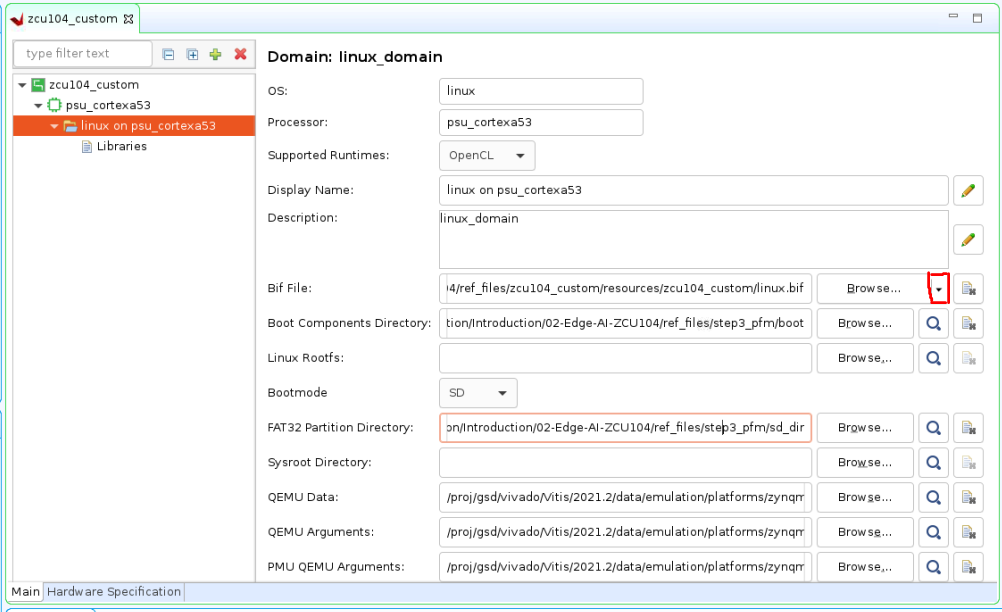 zcu104_custom
type filter text
zcu104_custom
psu_cortexa53
linux on psu_cortexa53
Libraries
Domain: linux_domain
OS: linux
Processor: psu_cortexa53
Supported Runtimes: OpenCL
Display Name: linux on psu_cortexa53
Description: linux_domain
Bif File: 4/ref_files/zcu104_custom/resources/zcu104_custom/linux.bif Browse...
Boot Components Directory: tion/Introduction/02-Edge-AI-ZCU104/ref_files/step3_pfm/boot Browse...
Linux Rootfs: Browse...
Bootmode SD
FAT32 Partition Directory: on/Introduction/02-Edge-AI-ZCU104/ref_files/step3_pfm/sd_dir Browse...
Sysroot Directory: Browse...
QEMU Data: /proj/gsd/vivado/Vitis/2021.2/data/emulation/platforms/zynqm Browse...
QEMU Arguments: /proj/gsd/vivado/Vitis/2021.2/data/emulation/platforms/zynqm Browse...
PMU QEMU Arguments: /proj/gsd/vivado/Vitis/2021.2/data/emulation/platforms/zynqm Browse...
Main Hardware Specification